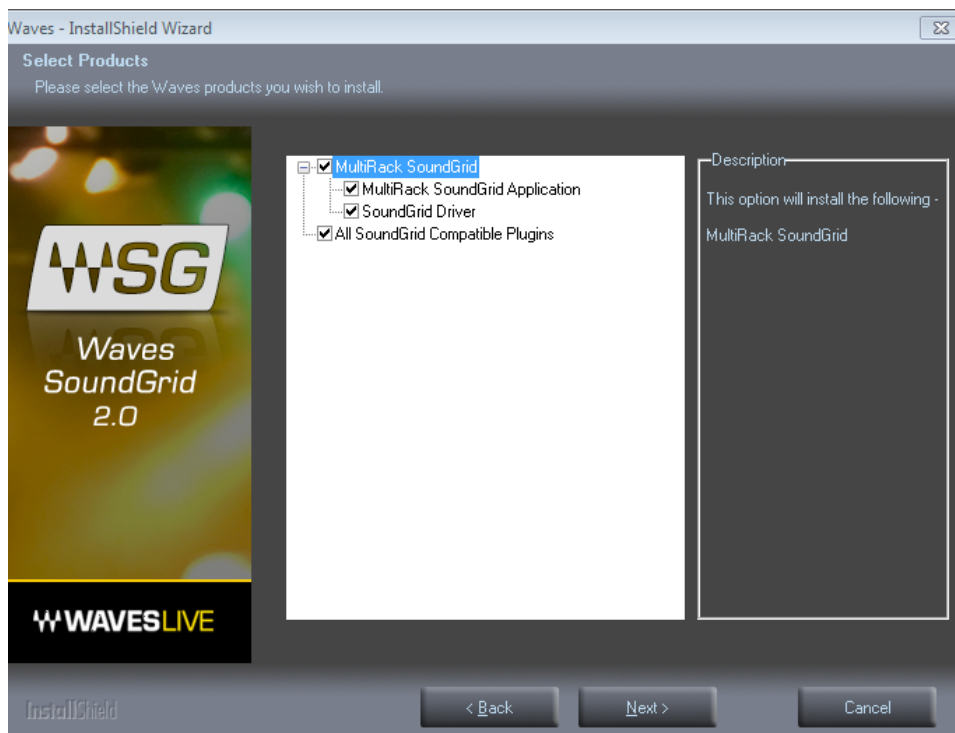 Waves - InstallShield Wizard
Select Products
Please select the Waves products you wish to install.
MultiRack SoundGrid
MultiRack SoundGrid Application
SoundGrid Driver
All SoundGrid Compatible Plugins
Description
This option will install the following -
MultiRack SoundGrid
WSG
Waves
SoundGrid
2.0
WAVESLIVE
InstallShield
< Back
Next >
Cancel